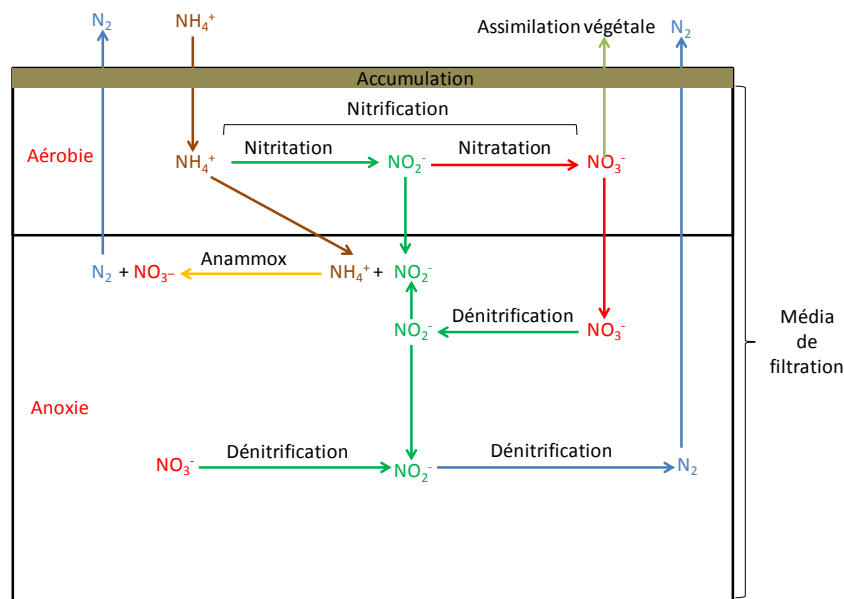 N₂
NH₄⁺
Assimilation végétale
N₂
Accumulation
Nitrification
Aérobie
NH₄⁺
Nitritation
NO₂⁻
Nitratation
NO₃⁻
N₂ + NO₃–
Anammox
NH₄⁺ + NO₂⁻
NO₂⁻
Dénitrification
NO₃⁻
Média
de
filtration
Anoxie
NO₃⁻
Dénitrification
NO₂⁻
Dénitrification
N₂